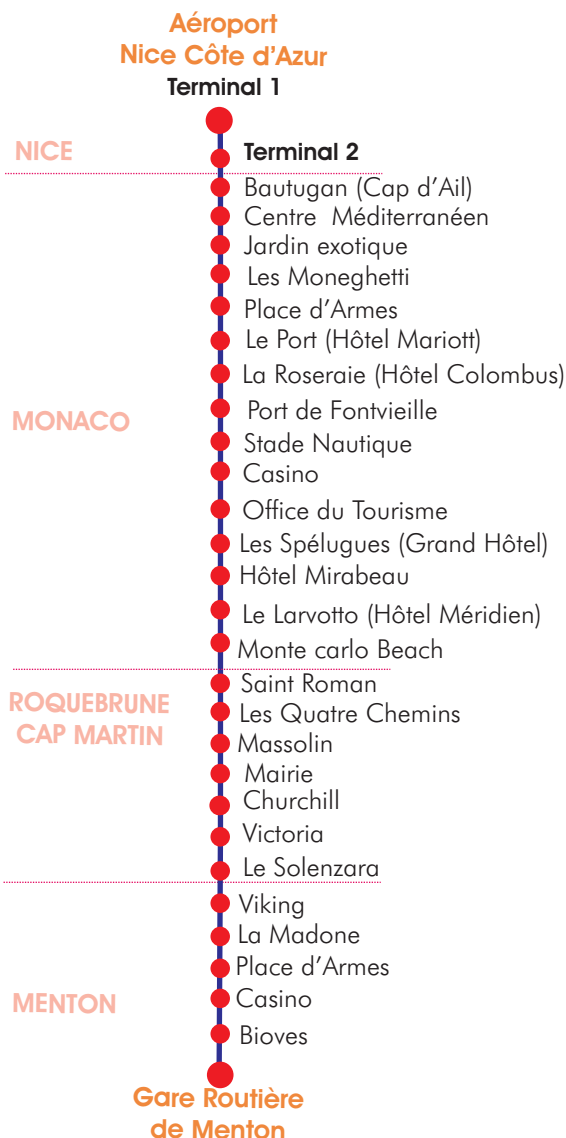 Aéroport
Nice Côte d'Azur
Terminal 1
NICE
Terminal 2
Bautugan (Cap d'Ail)
Centre Méditerranéen
Jardin exotique
Les Moneghetti
Place d'Armes
Le Port (Hôtel Mariott)
La Roseraie (Hôtel Colombus)
MONACO
Port de Fontvieille
Stade Nautique
Casino
Office du Tourisme
Les Spélugues (Grand Hôtel)
Hôtel Mirabeau
Le Larvotto (Hôtel Méridien)
Monte carlo Beach
ROQUEBRUNE
CAP MARTIN
Saint Roman
Les Quatre Chemins
Massolin
Mairie
Churchill
Victoria
Le Solenzara
MENTON
Viking
La Madone
Place d'Armes
Casino
Bioves
Gare Routière
de Menton